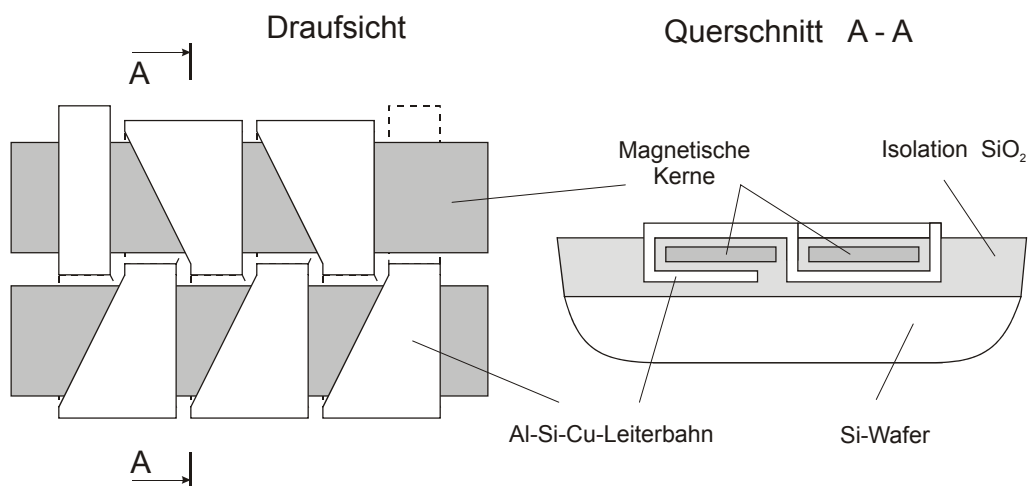 Draufsicht
Querschnitt A - A
A
Magnetische
Kerne
Isolation SiO₂
Al-Si-Cu-Leiterbahn
Si-Wafer
A